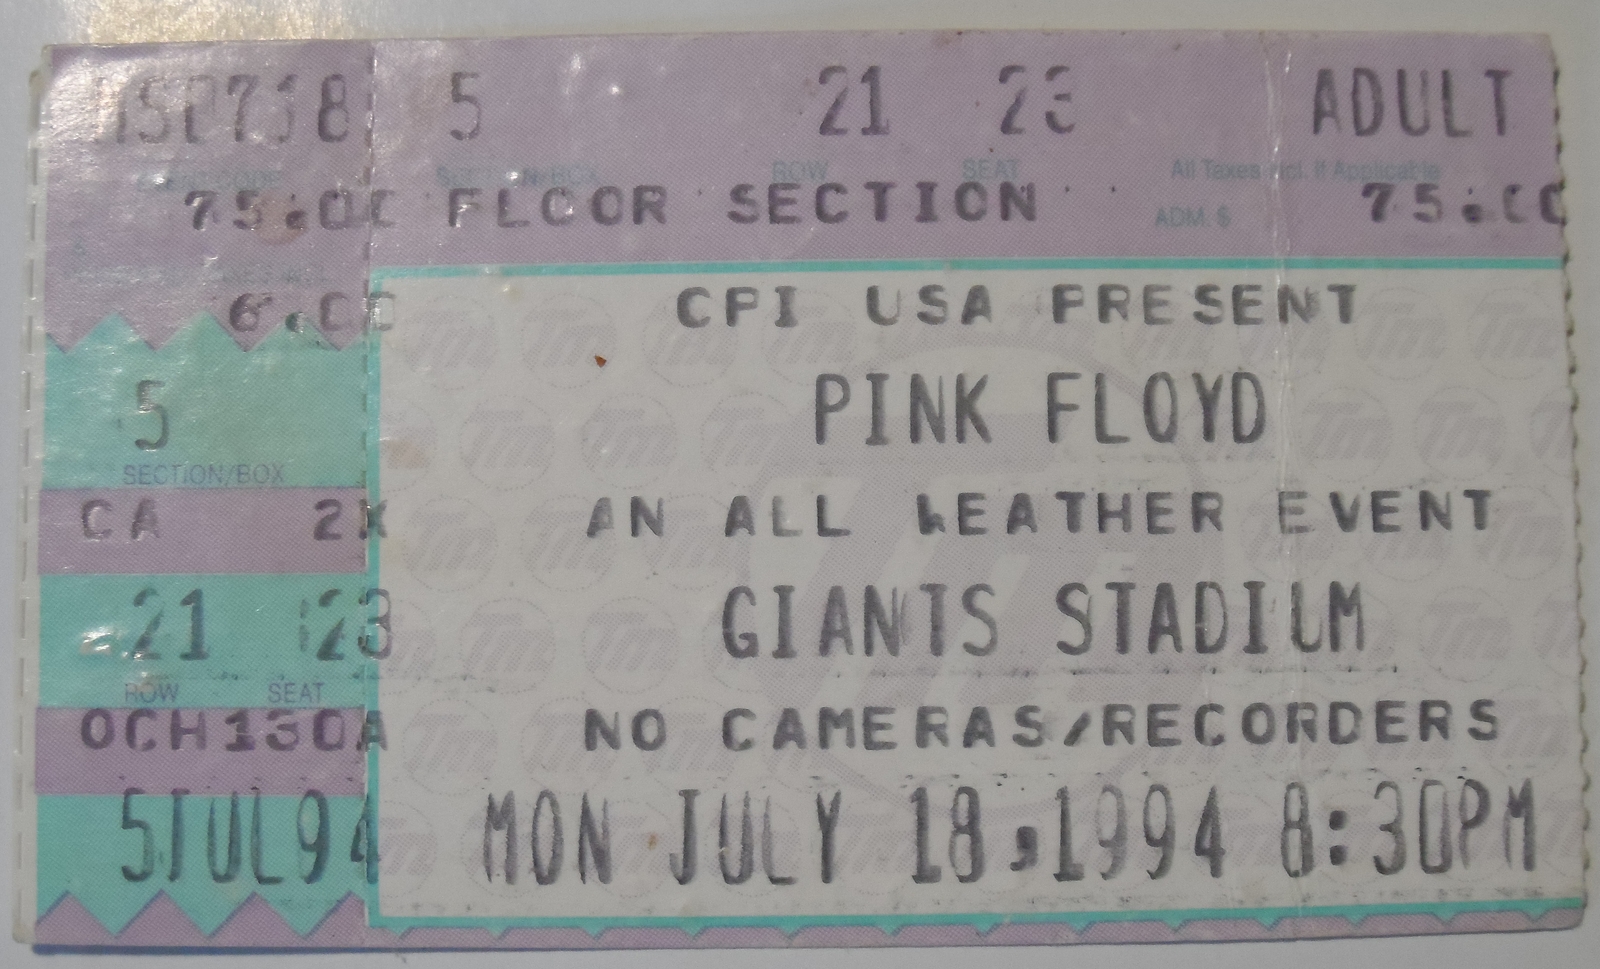 5 21 23 ADULT
SECTION/BOX ROW SEAT All Taxes Incl. If Applicable
75.00 FLOOR SECTION ADM. $ 75.00
6.00
CPI USA PRESENT
PINK FLOYD
5
SECTION/BOX
CA 2X AN ALL WEATHER EVENT
21 23 GIANTS STADIUM
ROW SEAT
OCH130A NO CAMERAS/RECORDERS
5JUL94 MON JULY 18,1994 8:30PM